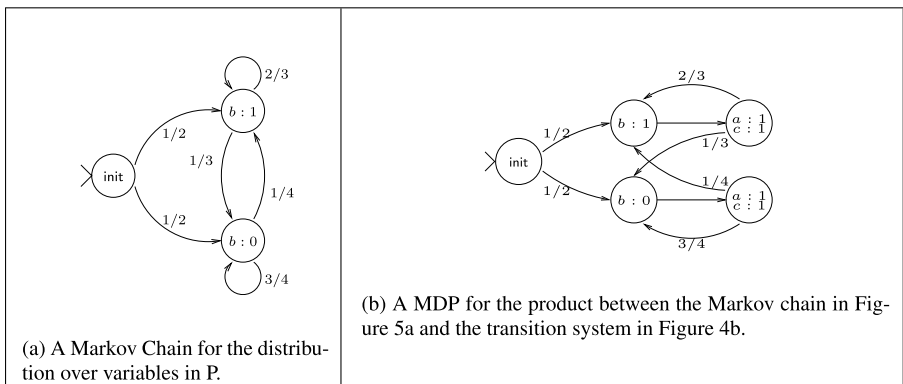 2/3
b : 1
1/2
1/3
1/4
init
1/2
b : 0
3/4
(a) A Markov Chain for the distribu-
tion over variables in P.
2/3
b : 1
a : 1
c : 1
1/2
1/3
init
1/4
1/2
b : 0
a : 1
c : 1
3/4
(b) A MDP for the product between the Markov chain in Fig-
ure 5a and the transition system in Figure 4b.